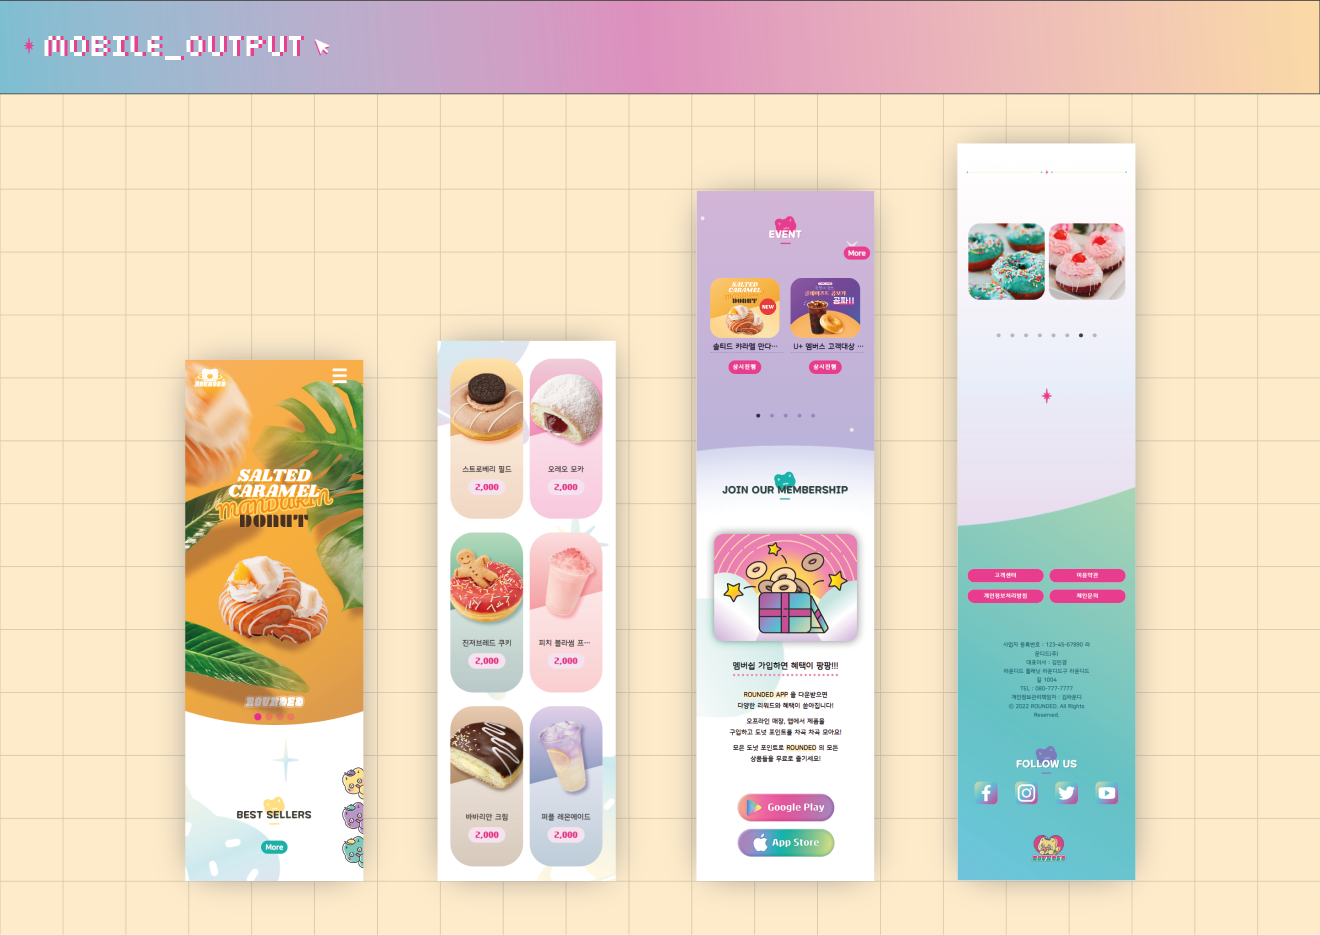 MOBILE_OUTPUT
ROUNDED
SALTED
CARAMEL
mandarin
DONUT
ROUNDED
BEST SELLERS
More
스트로베리 필드
오레오 모카
2,000
2,000
진저브레드 쿠키
피치 블라썸 프···
2,000
2,000
바바리안 크림
퍼플 레몬에이드
2,000
2,000
EVENT
More
SALTED
CARAMEL
DONUT
NEW
공짜!!
솔티드 카라멜 만다···
U+ 멤버스 고객대상 ···
상시진행
상시진행
JOIN OUR MEMBERSHIP
멤버쉽 가입하면 혜택이 팡팡!!!
ROUNDED APP 을 다운받으면
다양한 리워드와 혜택이 쏟아집니다!
오프라인 매장, 앱에서 제품을
구입하고 도넛 포인트를 차곡 차곡 모아요!
모은 도넛 포인트로 ROUNDED 의 모든
상품들을 무료로 즐기세요!
Google Play
App Store
고객센터
이용약관
개인정보처리방침
체인문의
사업자 등록번호 : 123-45-67890 라
운디드(주)
대표이사 : 김민경
라운디드 플래닛 라운디드구 라운디드
길 1004
TEL : 080-777-7777
개인정보관리책임자 : 김라운디
© 2022 ROUNDED. All Rights
Reserved.
FOLLOW US
ROUNDED